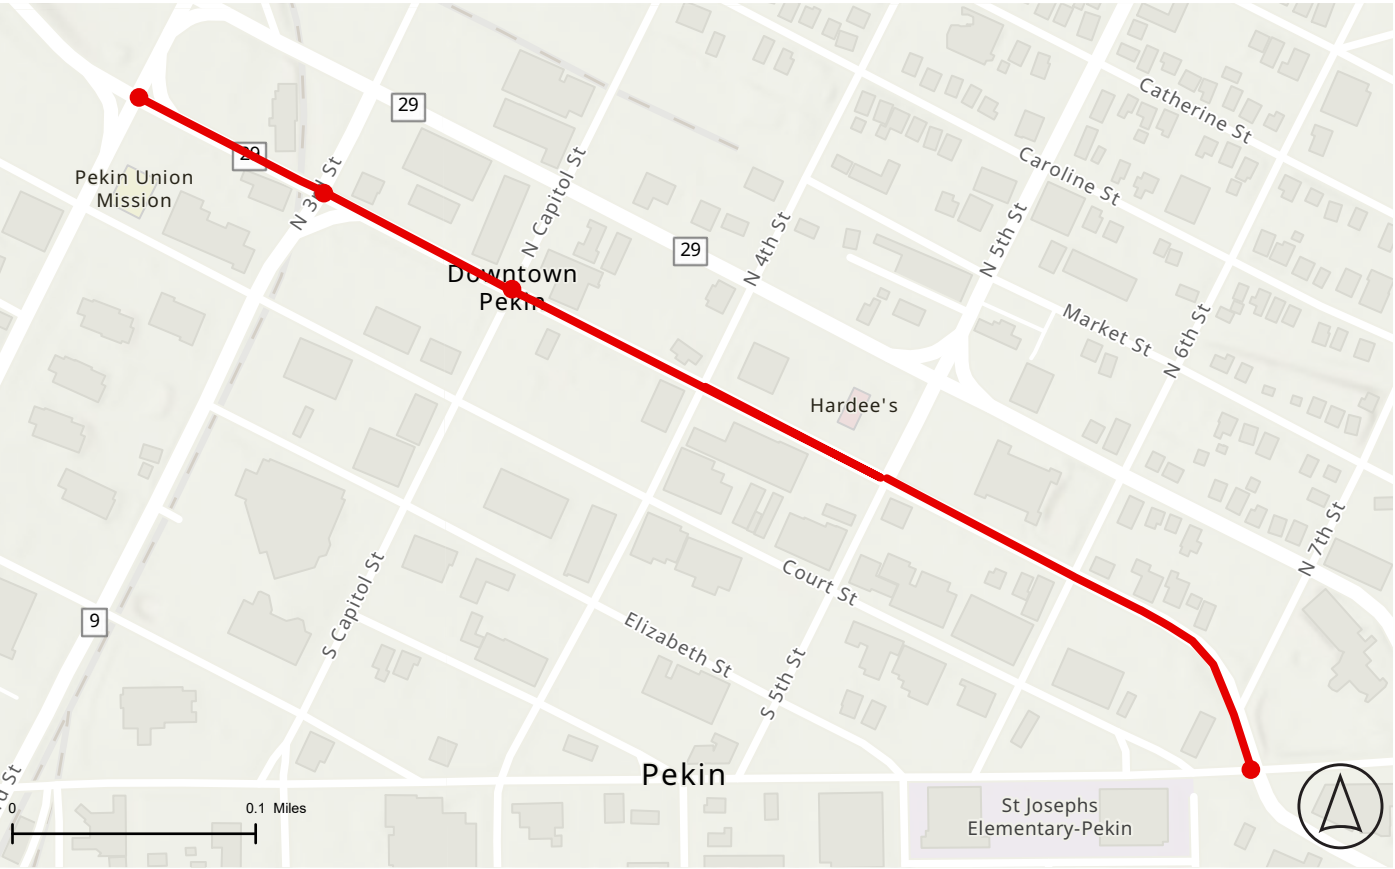 Catherine St
29
29
Caroline St
Pekin Union
Mission
N 3rd St
N Capitol St
29
N 4th St
N 5th St
Downtown
Pekin
Market St
N 6th St
Hardee's
N 7th St
Court St
S Capitol St
9
Elizabeth St
S 5th St
Pekin
d St
0
0.1 Miles
St Josephs
Elementary-Pekin